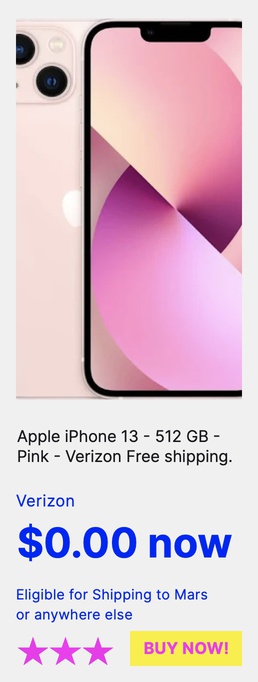 Apple iPhone 13 - 512 GB -
Pink - Verizon Free shipping.
Verizon
$0.00 now
Eligible for Shipping to Mars
or anywhere else
BUY NOW!